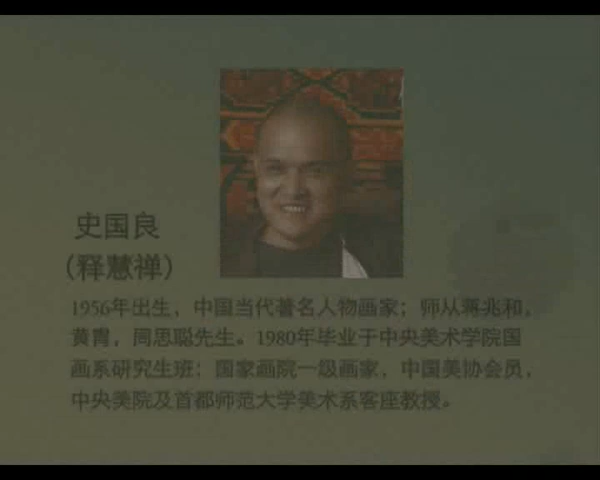 史国良
(释慧禅)
1956年出生，中国当代著名人物画家；师从蒋兆和，
黄胄，周思聪先生。1980年毕业于中央美术学院国
画系研究生班；国家画院一级画家，中国美协会员，
中央美院及首都师范大学美术系客座教授。